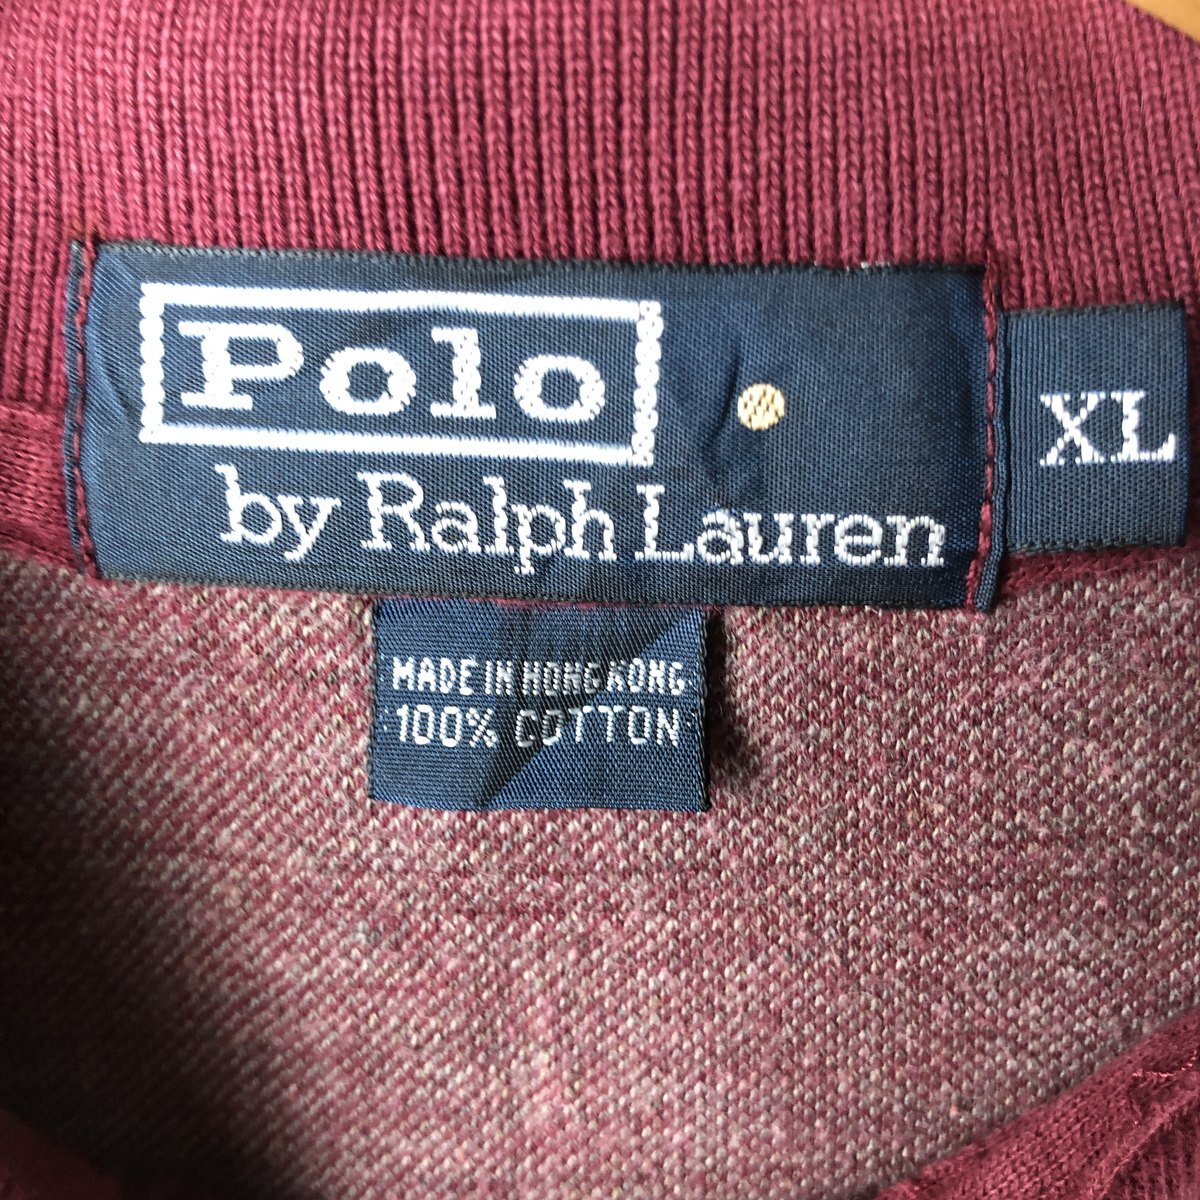 Polo
by Ralph Lauren
XL
MADE IN HONG KONG
100% COTTON